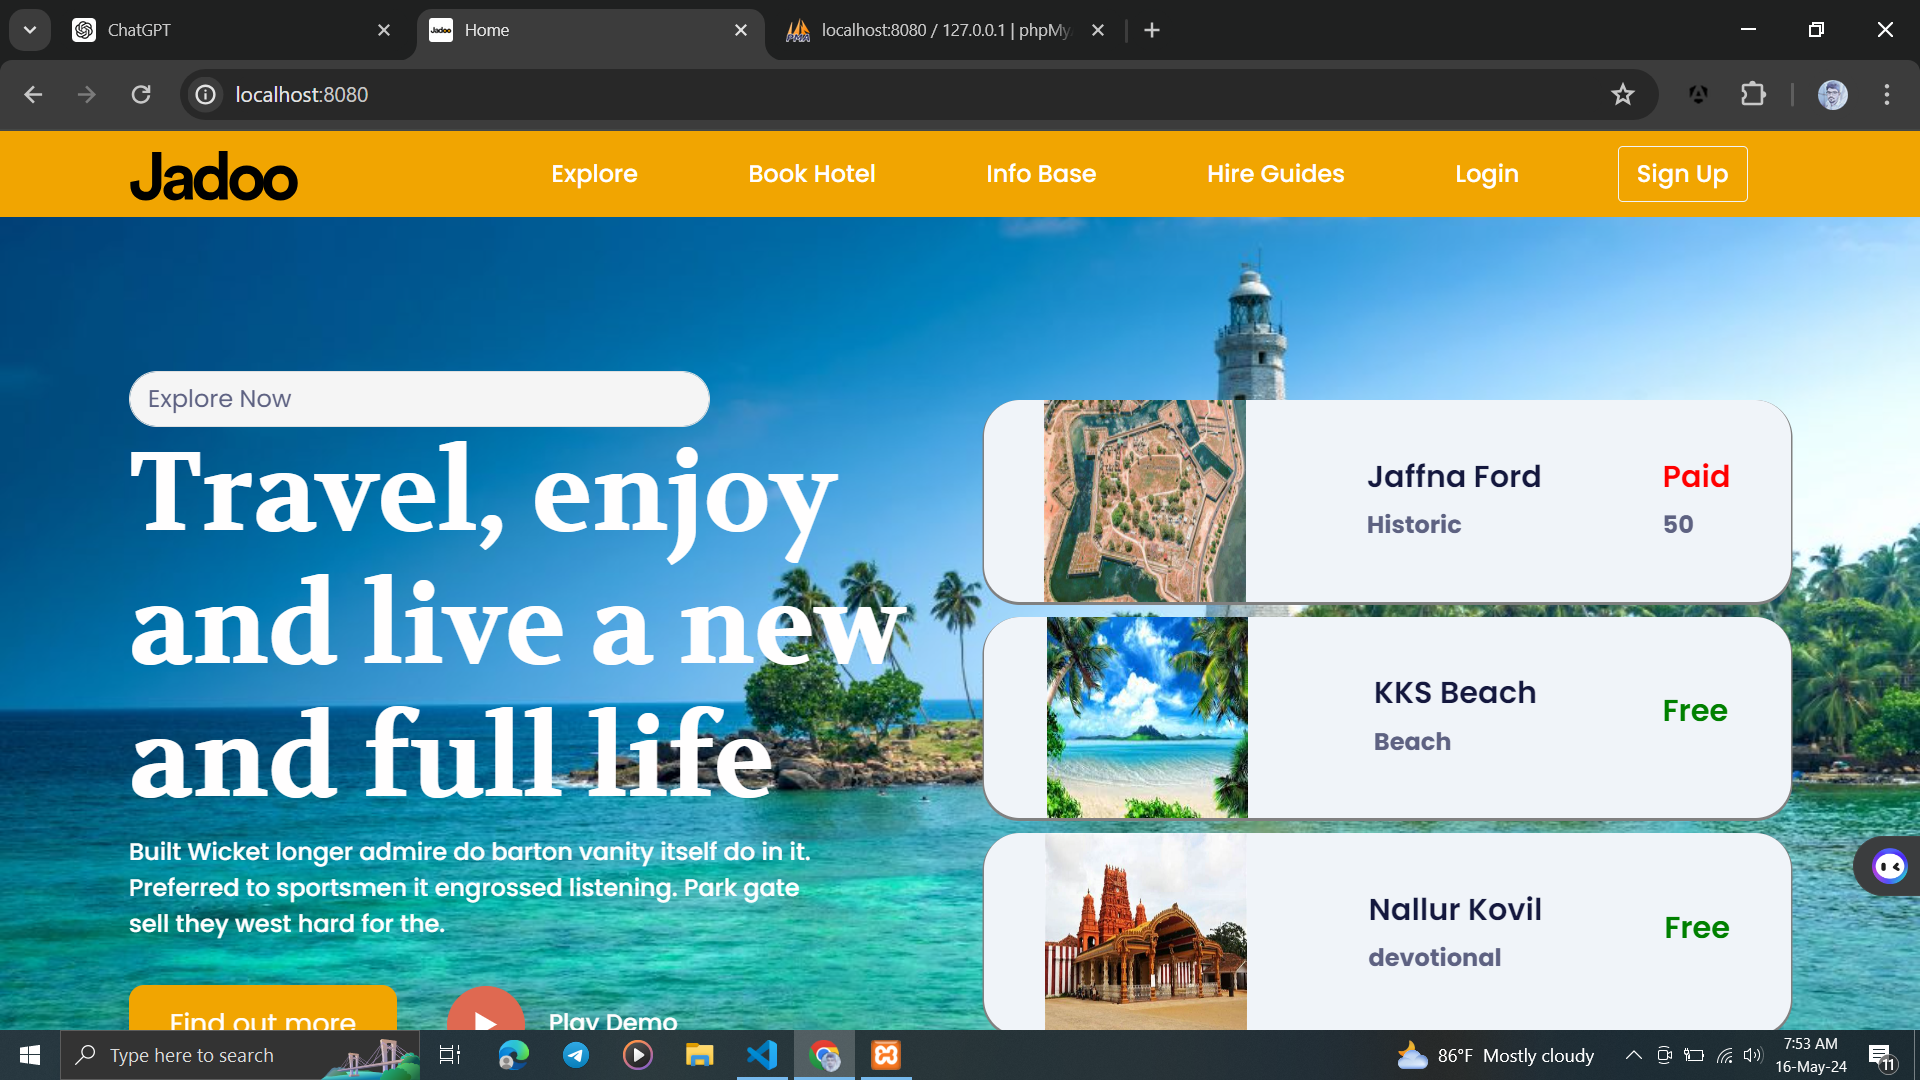 ChatGPT
Jadoo
Home
PMA
localhost:8080 / 127.0.0.1 | phpMy
localhost:8080
Jadoo
Explore
Book Hotel
Info Base
Hire Guides
Login
Sign Up
Explore Now
Travel, enjoy
and live a new
and full life
Built Wicket longer admire do barton vanity itself do in it.
Preferred to sportsmen it engrossed listening. Park gate
sell they west hard for the.
Find out more
Play Demo
Jaffna Ford
Paid
Historic
50
KKS Beach
Free
Beach
Nallur Kovil
Free
devotional
Type here to search
86°F Mostly cloudy
7:53 AM
16-May-24
11